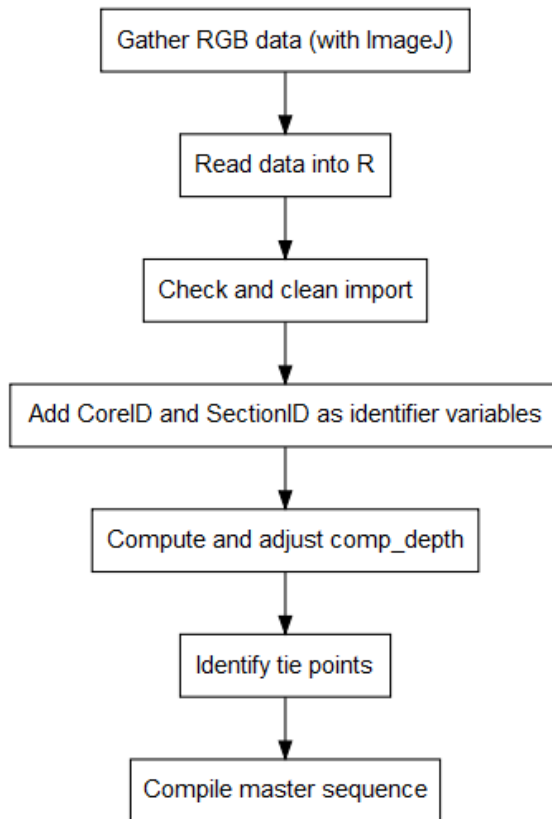 Gather RGB data (with ImageJ)
Read data into R
Check and clean import
Add CoreID and SectionID as identifier variables
Compute and adjust comp_depth
Identify tie points
Compile master sequence